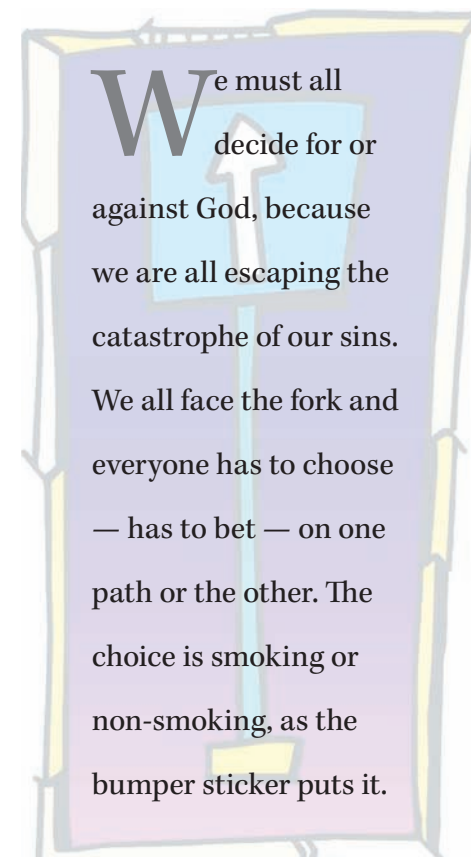 We must all
decide for or
against God, because
we are all escaping the
catastrophe of our sins.
We all face the fork and
everyone has to choose
— has to bet — on one
path or the other. The
choice is smoking or
non-smoking, as the
bumper sticker puts it.